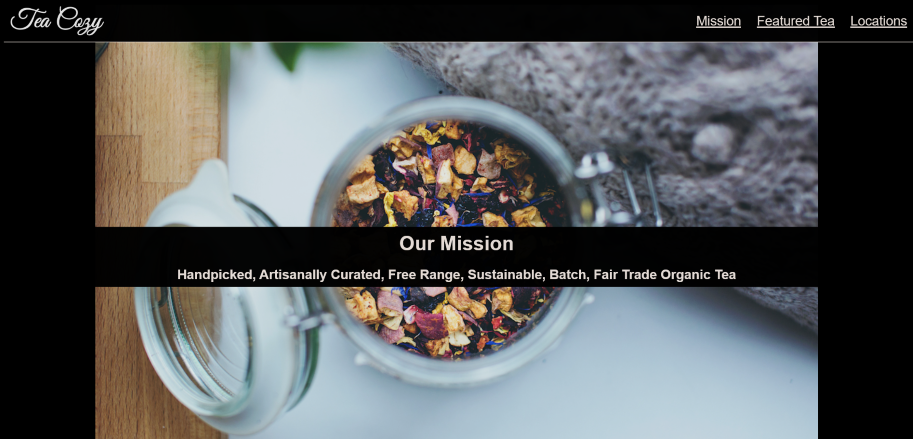 Tea Cozy
Mission Featured Tea Locations
Our Mission
Handpicked, Artisanally Curated, Free Range, Sustainable, Batch, Fair Trade Organic Tea